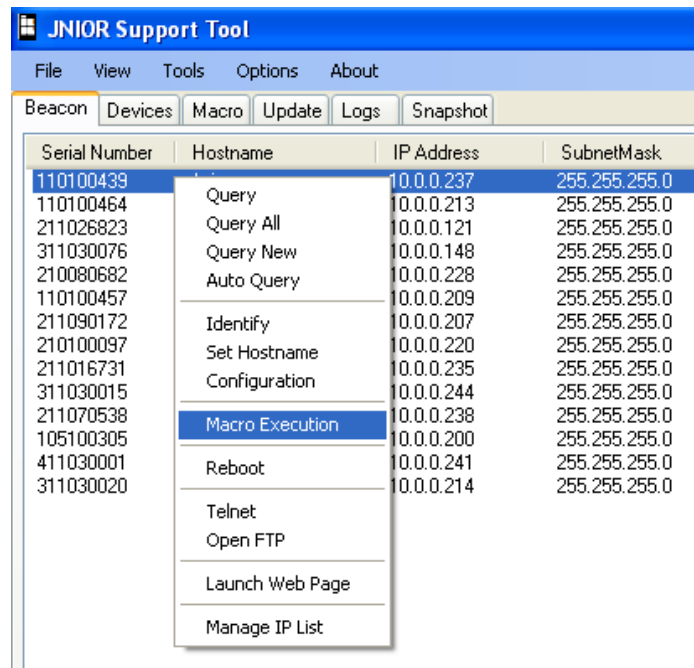 JNIOR Support Tool
File View Tools Options About
Beacon Devices Macro Update Logs Snapshot
Serial Number Hostname IP Address SubnetMask
110100439 10.0.0.237 255.255.255.0
110100464 10.0.0.213 255.255.255.0
211026823 10.0.0.121 255.255.255.0
311030076 10.0.0.148 255.255.255.0
210080682 10.0.0.228 255.255.255.0
110100457 10.0.0.209 255.255.255.0
211090172 10.0.0.207 255.255.255.0
210100097 10.0.0.220 255.255.255.0
211016731 10.0.0.235 255.255.255.0
311030015 10.0.0.244 255.255.255.0
211070538 10.0.0.238 255.255.255.0
105100305 10.0.0.200 255.255.255.0
411030001 10.0.0.241 255.255.255.0
311030020 10.0.0.214 255.255.255.0
Query
Query All
Query New
Auto Query
Identify
Set Hostname
Configuration
Macro Execution
Reboot
Telnet
Open FTP
Launch Web Page
Manage IP List